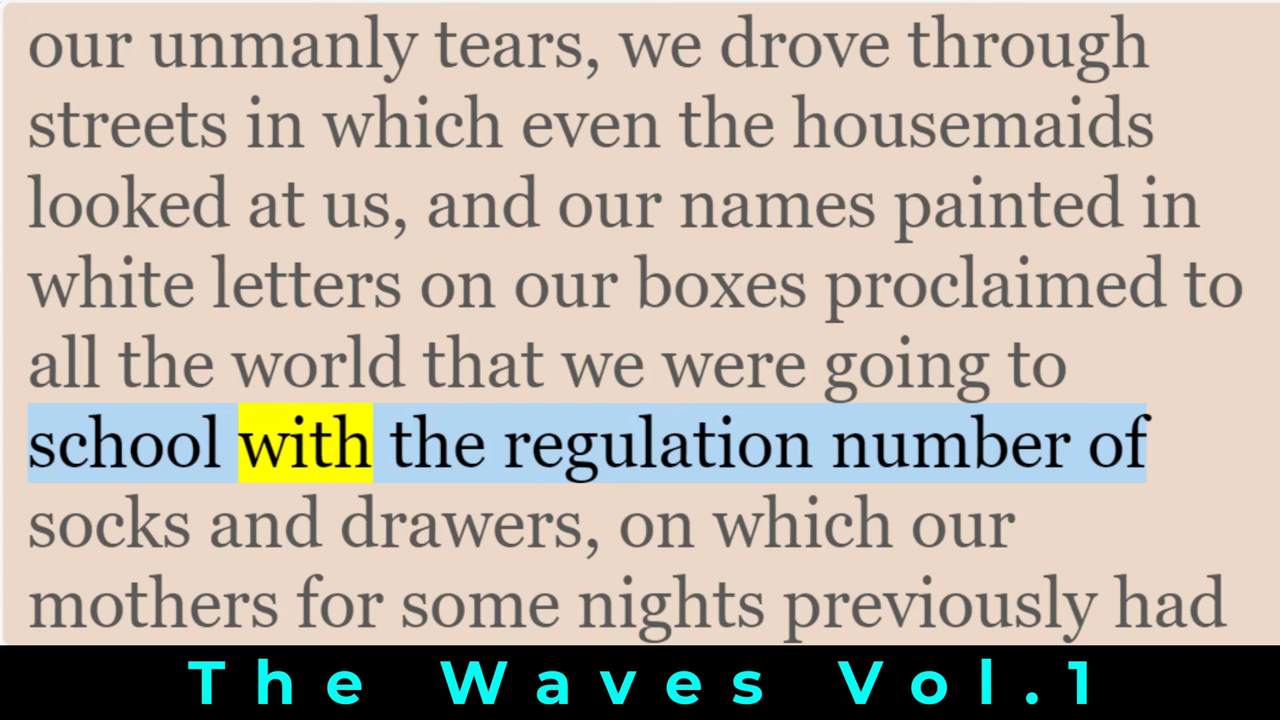 our unmanly tears, we drove through
streets in which even the housemaids
looked at us, and our names painted in
white letters on our boxes proclaimed to
all the world that we were going to
school with the regulation number of
socks and drawers, on which our
mothers for some nights previously had
The Waves Vol.1